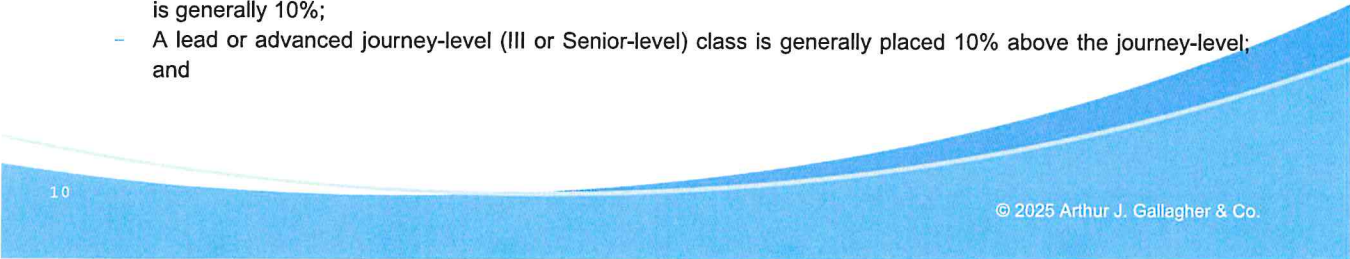 is generally 10%;
– A lead or advanced journey-level (III or Senior-level) class is generally placed 10% above the journey-level;
and
10
© 2025 Arthur J. Gallagher & Co.